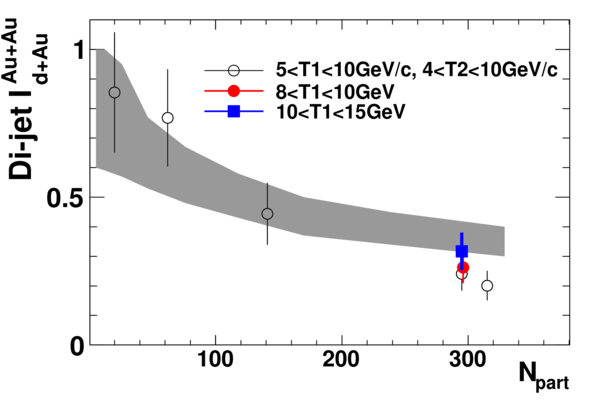 Di-jet I Au+Au d+Au
1
0.5
0
5<T1<10GeV/c, 4<T2<10GeV/c
8<T1<10GeV
10<T1<15GeV
100 200 300
Npart